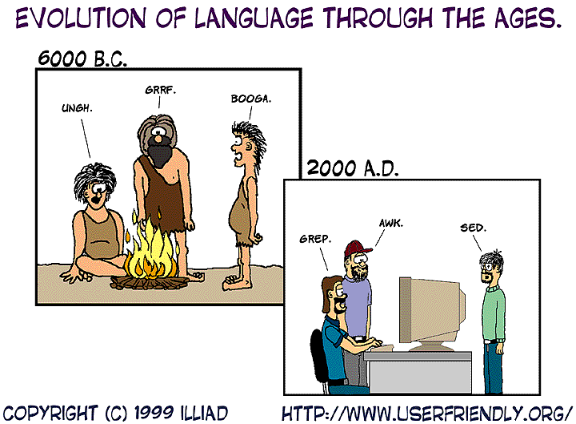 EVOLUTION OF LANGUAGE THROUGH THE AGES.
6000 B.C.
UNGH.
GRRF.
BOOGA.
2000 A.D.
GREP.
AWK.
SED.
COPYRIGHT (C) 1999 ILLIAD
HTTP://WWW.USERFRIENDLY.ORG/